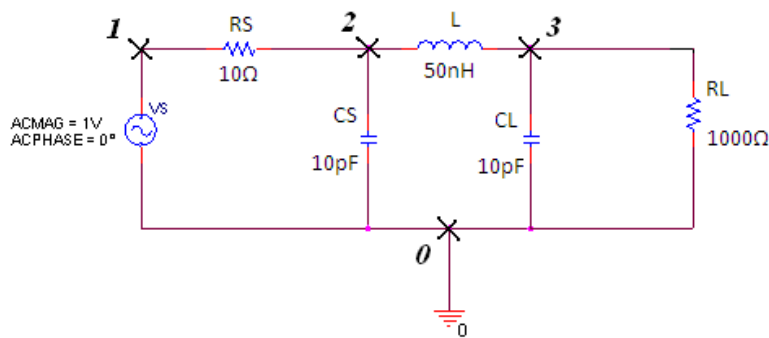 1
RS
10Ω
2
L
50nH
3
VS
ACMAG = 1V
ACPHASE = 0°
CS
10pF
CL
10pF
RL
1000Ω
0
0